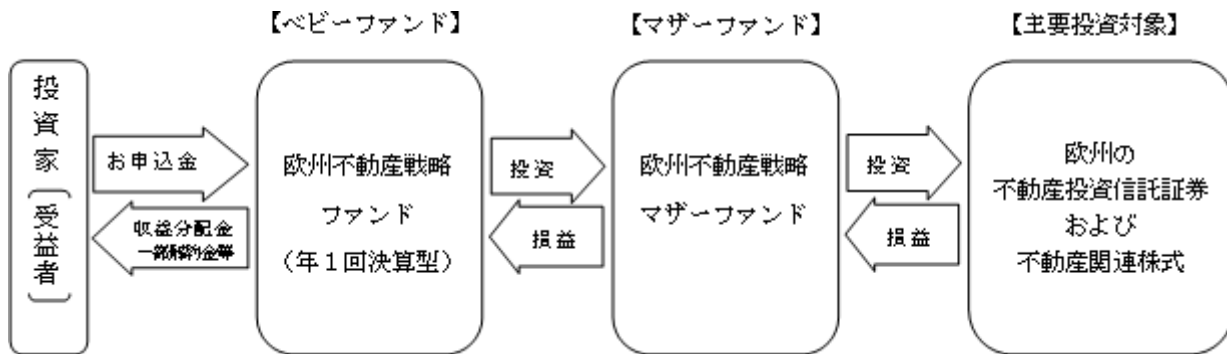 【ベビーファンド】
【マザーファンド】
【主要投資対象】
投資家(受益者)
お申込金
収益分配金
一部解約金等
欧州不動産戦略
ファンド
(年1回決算型)
投資
損益
欧州不動産戦略
マザーファンド
投資
損益
欧州の
不動産投資信託証券
および
不動産関連株式